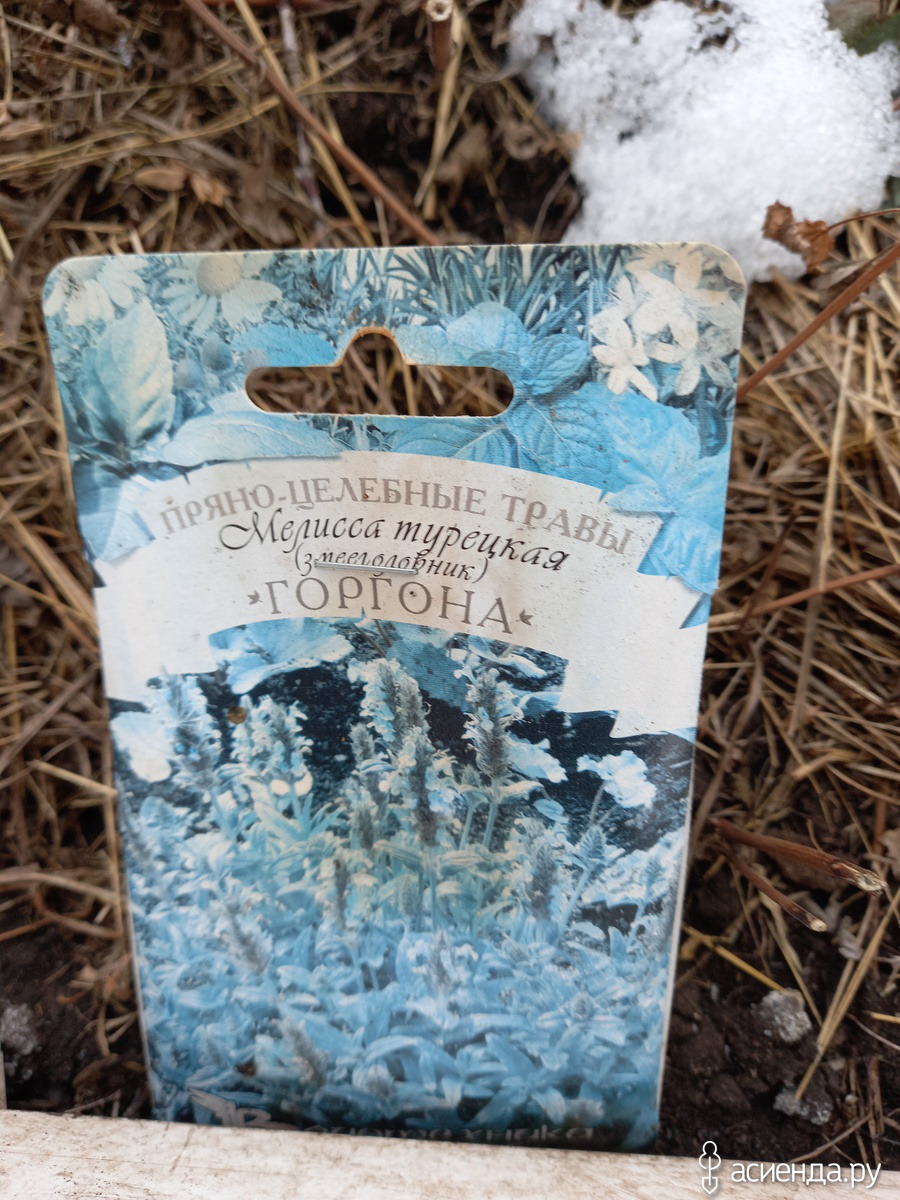 ПРЯНО-ЦЕЛЕБНЫЕ ТРАВЫ
Мелисса турецкая
(змееголовник)
ГОРГОНА
асиенда.ру